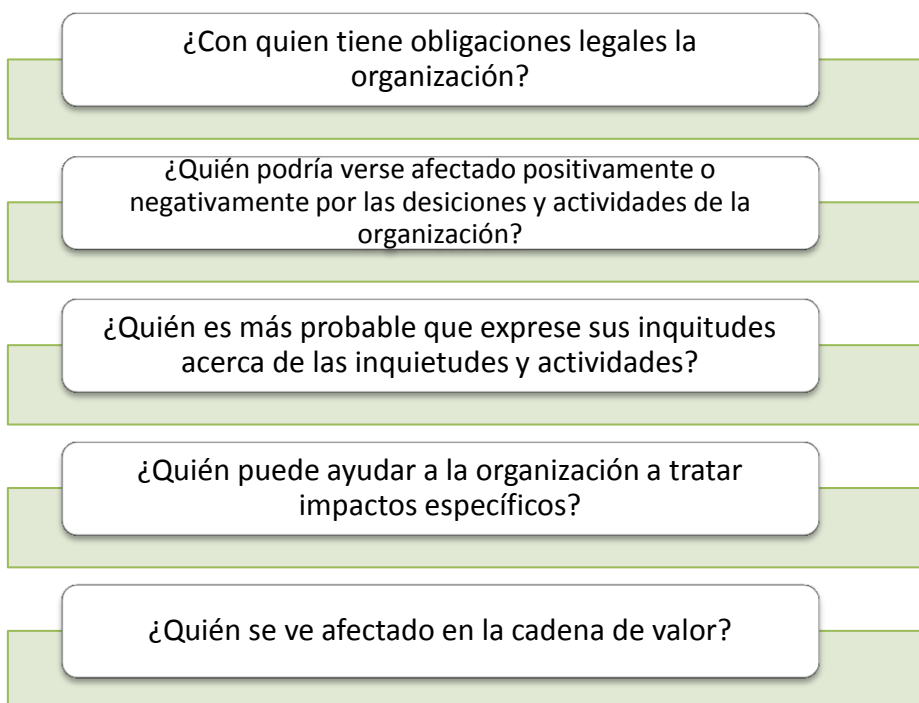 ¿Con quien tiene obligaciones legales la
organización?
¿Quién podría verse afectado positivamente o
negativamente por las desiciones y actividades de la
organización?
¿Quién es más probable que exprese sus inquitudes
acerca de las inquietudes y actividades?
¿Quién puede ayudar a la organización a tratar
impactos específicos?
¿Quién se ve afectado en la cadena de valor?